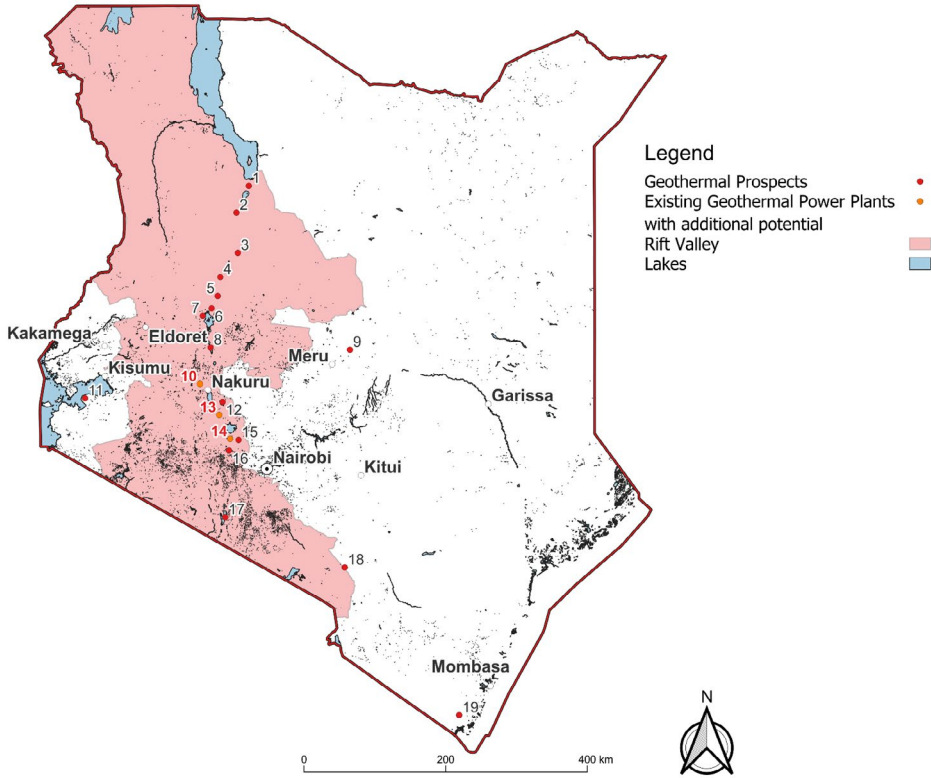 1
2
3
4
5
7
6
Kakamega
Eldoret
8
9
Meru
Kisumu
10
Nakuru
11
13
12
Garissa
14
15
16
Nairobi
Kitui
17
18
Mombasa
19
Legend
Geothermal Prospects
Existing Geothermal Power Plants
with additional potential
Rift Valley
Lakes
N
0 200 400 km